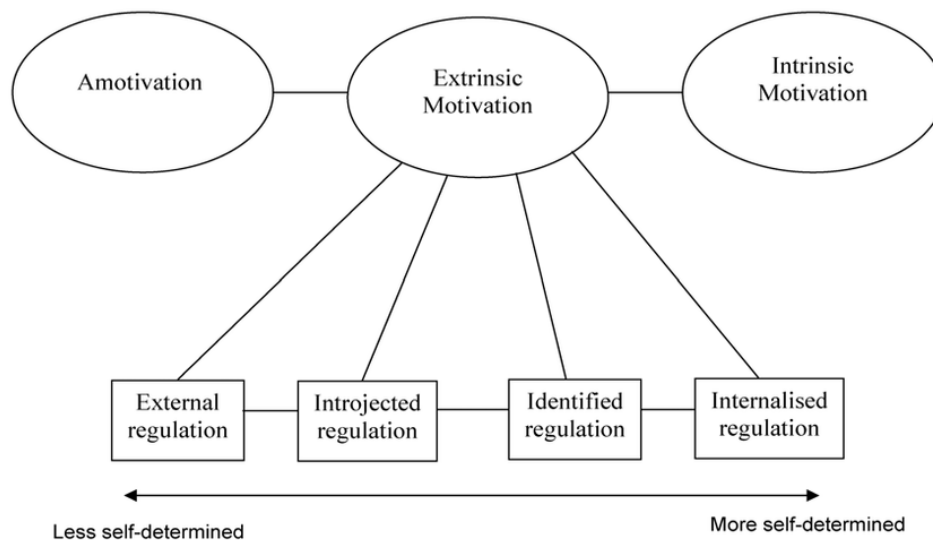 Amotivation
Extrinsic
Motivation
Intrinsic
Motivation
External
regulation
Introjected
regulation
Identified
regulation
Internalised
regulation
Less self-determined
More self-determined